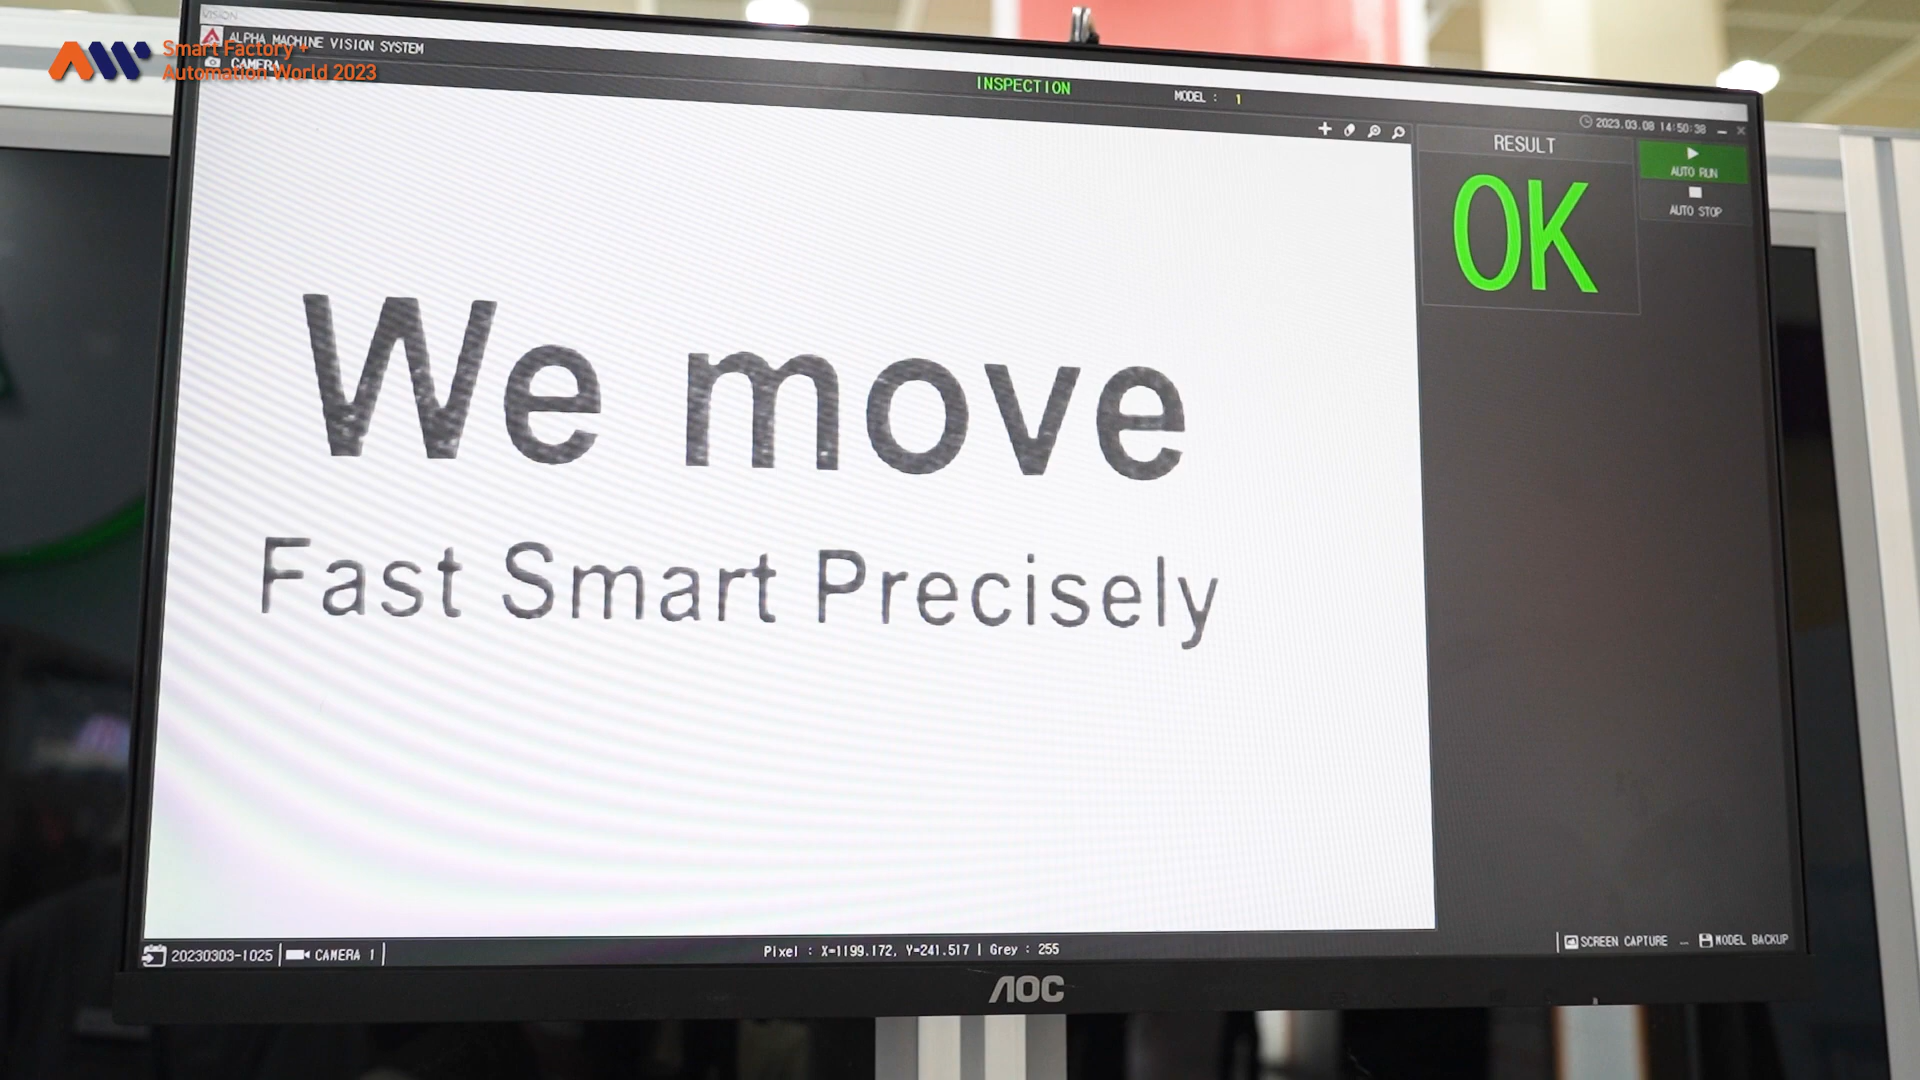 VISION
ALPHA MACHINE VISION SYSTEM
CAMERA
Smart Factory +
Automation World 2023
INSPECTION
MODEL : 1
2023.03.08 14:50:38
RESULT
OK
AUTO RUN
AUTO STOP
We move
Fast Smart Precisely
20230303-1025
CAMERA 1
Pixel : X=1199.172, Y=241.517 | Grey : 255
SCREEN CAPTURE
MODEL BACKUP
AOC